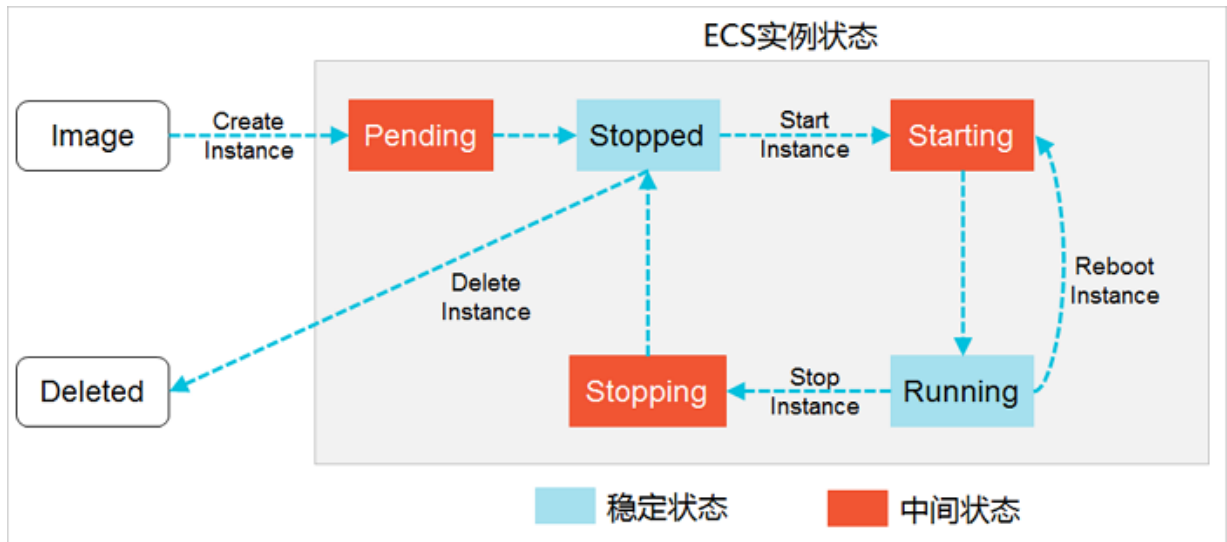 ECS实例状态
Image
Create
Instance
Pending
Stopped
Start
Instance
Starting
Delete
Instance
Reboot
Instance
Deleted
Stopping
Stop
Instance
Running
稳定状态
中间状态